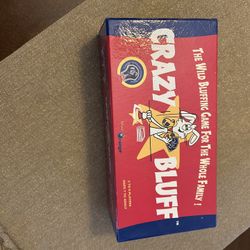 THE WILD BLUFFING GAME FOR THE WHOLE FAMILY!
CRAZY
BLUFF